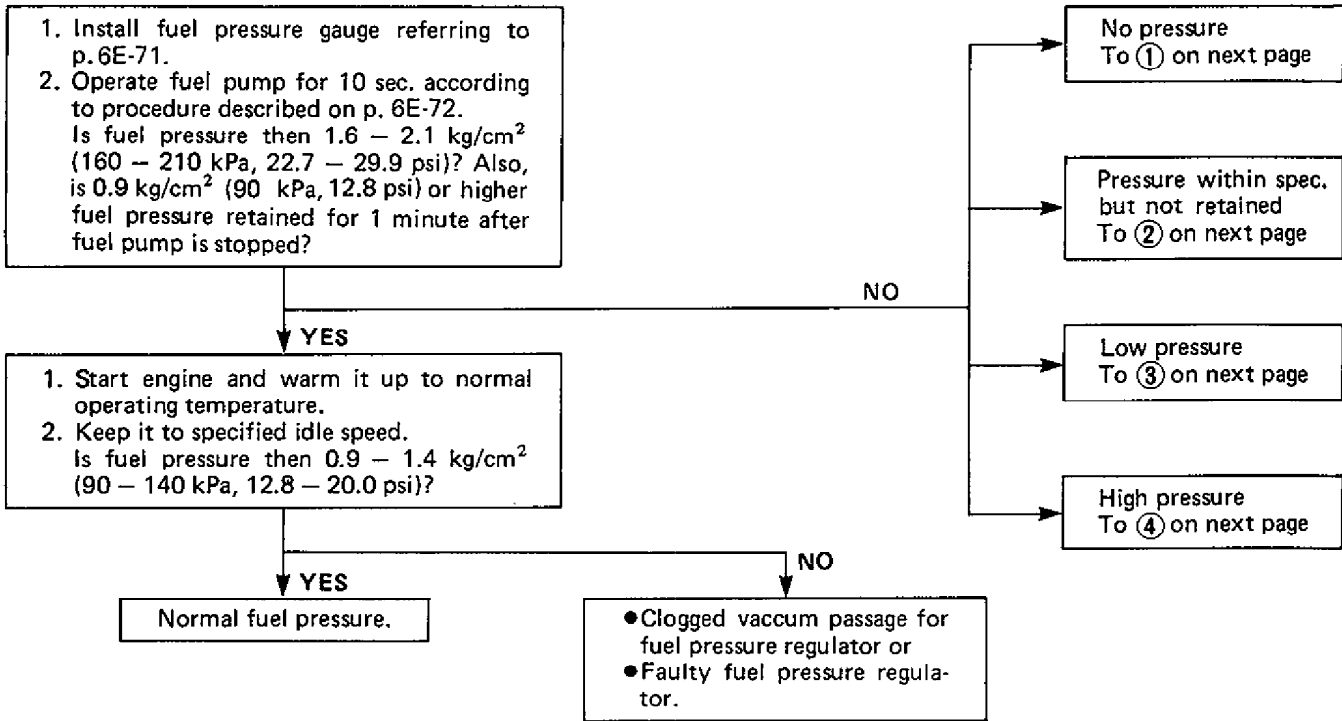 1. Install fuel pressure gauge referring to
p.6E-71.
2. Operate fuel pump for 10 sec. according
to procedure described on p. 6E-72.
Is fuel pressure then 1.6 – 2.1 kg/cm²
(160 – 210 kPa, 22.7 – 29.9 psi)? Also,
is 0.9 kg/cm² (90 kPa, 12.8 psi) or higher
fuel pressure retained for 1 minute after
fuel pump is stopped?
NO
No pressure
To ① on next page
Pressure within spec.
but not retained
To ② on next page
Low pressure
To ③ on next page
High pressure
To ④ on next page
YES
1. Start engine and warm it up to normal
operating temperature.
2. Keep it to specified idle speed.
Is fuel pressure then 0.9 – 1.4 kg/cm²
(90 – 140 kPa, 12.8 – 20.0 psi)?
YES
NO
Normal fuel pressure.
●Clogged vaccum passage for
fuel pressure regulator or
●Faulty fuel pressure regula-
tor.